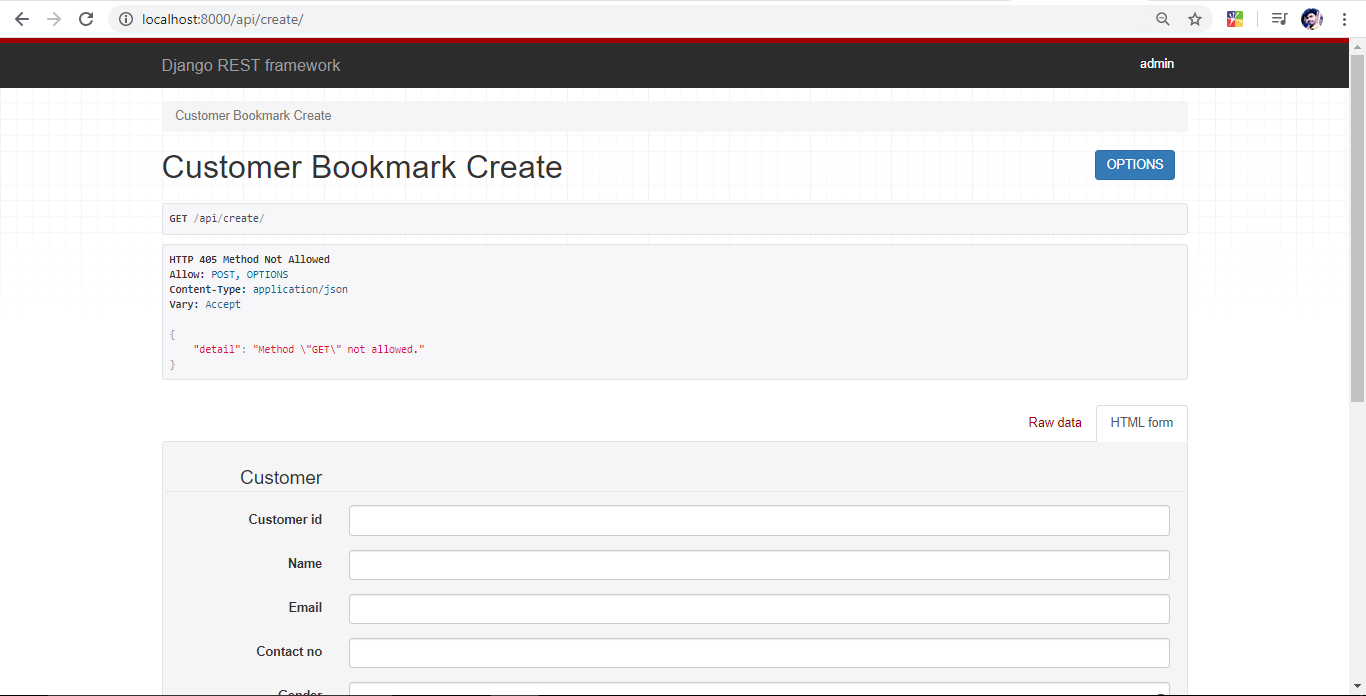 localhost:8000/api/create/
Django REST framework
admin
Customer Bookmark Create
Customer Bookmark Create
OPTIONS
GET /api/create/
HTTP 405 Method Not Allowed
Allow: POST, OPTIONS
Content-Type: application/json
Vary: Accept
{
"detail": "Method \"GET\" not allowed."
}
Raw data
HTML form
Customer
Customer id
Name
Email
Contact no
Gender